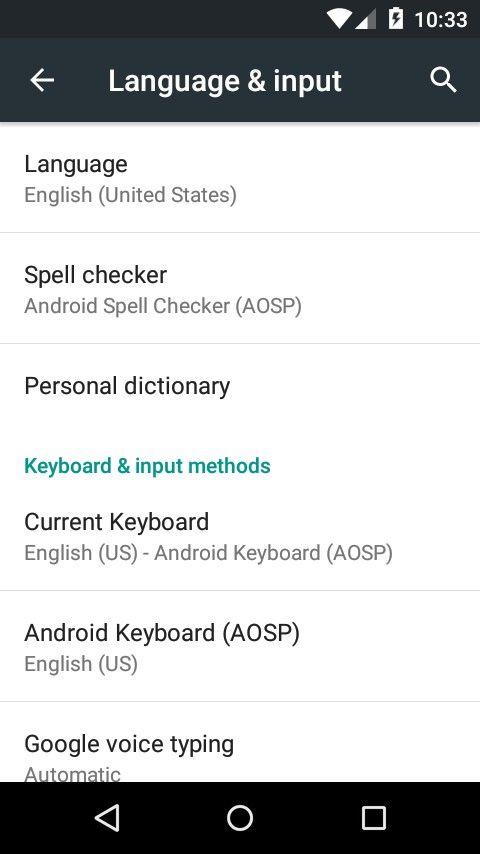 10:33
Language & input
Language
English (United States)
Spell checker
Android Spell Checker (AOSP)
Personal dictionary
Keyboard & input methods
Current Keyboard
English (US) - Android Keyboard (AOSP)
Android Keyboard (AOSP)
English (US)
Google voice typing
Automatic